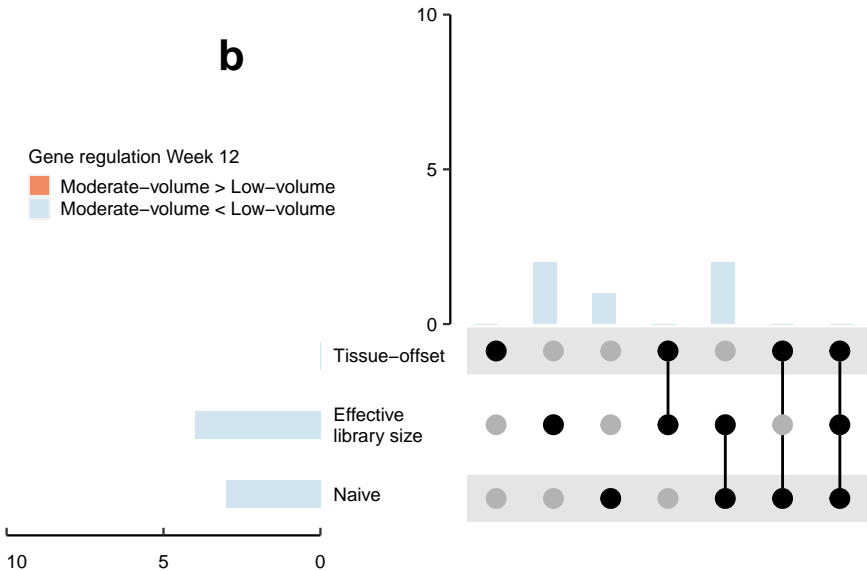 b
Gene regulation Week 12
Moderate−volume > Low−volume
Moderate−volume < Low−volume
10
5
0
Tissue−offset
Effective
library size
Naive
10
5
0